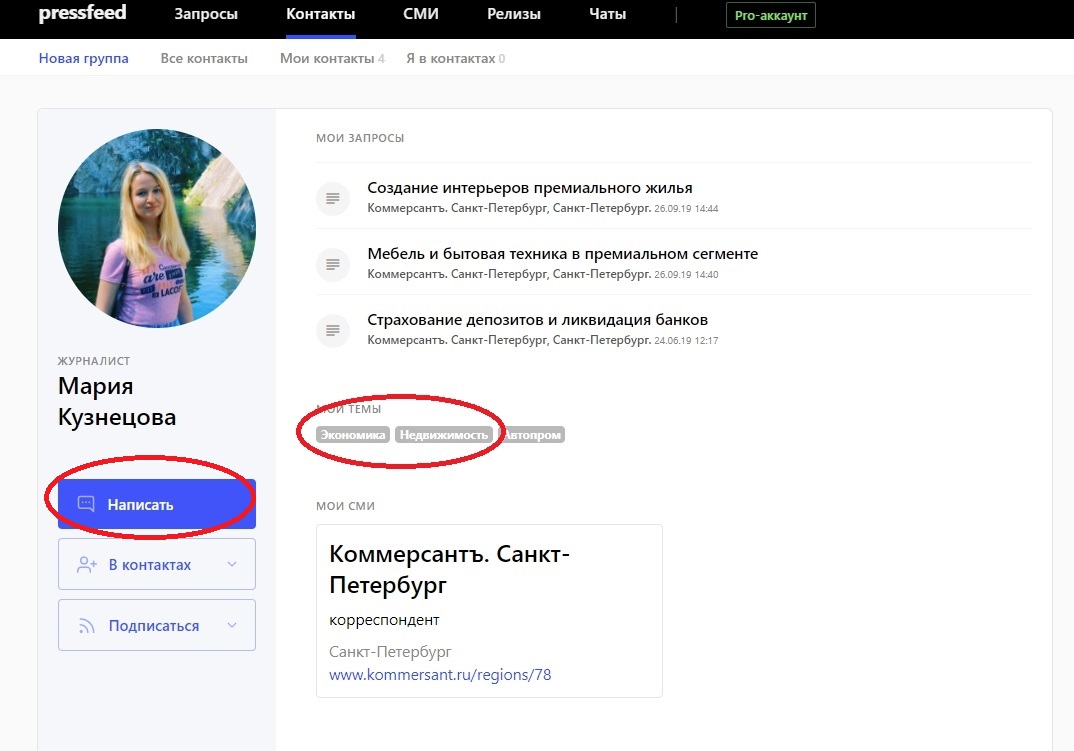 pressfeed Запросы Контакты СМИ Релизы Чаты Pro-аккаунт
Новая группа Все контакты Мои контакты 4 Я в контактах 0
ЖУРНАЛИСТ
Мария
Кузнецова
Написать
В контактах
Подписаться
МОИ ЗАПРОСЫ
Создание интерьеров премиального жилья
Коммерсантъ. Санкт-Петербург, Санкт-Петербург. 26.09.19 14:44
Мебель и бытовая техника в премиальном сегменте
Коммерсантъ. Санкт-Петербург, Санкт-Петербург. 26.09.19 14:40
Страхование депозитов и ликвидация банков
Коммерсантъ. Санкт-Петербург, Санкт-Петербург. 24.06.19 12:17
МОИ ТЕМЫ
Экономика Недвижимость Автопром
МОИ СМИ
Коммерсантъ. Санкт-
Петербург
корреспондент
Санкт-Петербург
www.kommersant.ru/regions/78